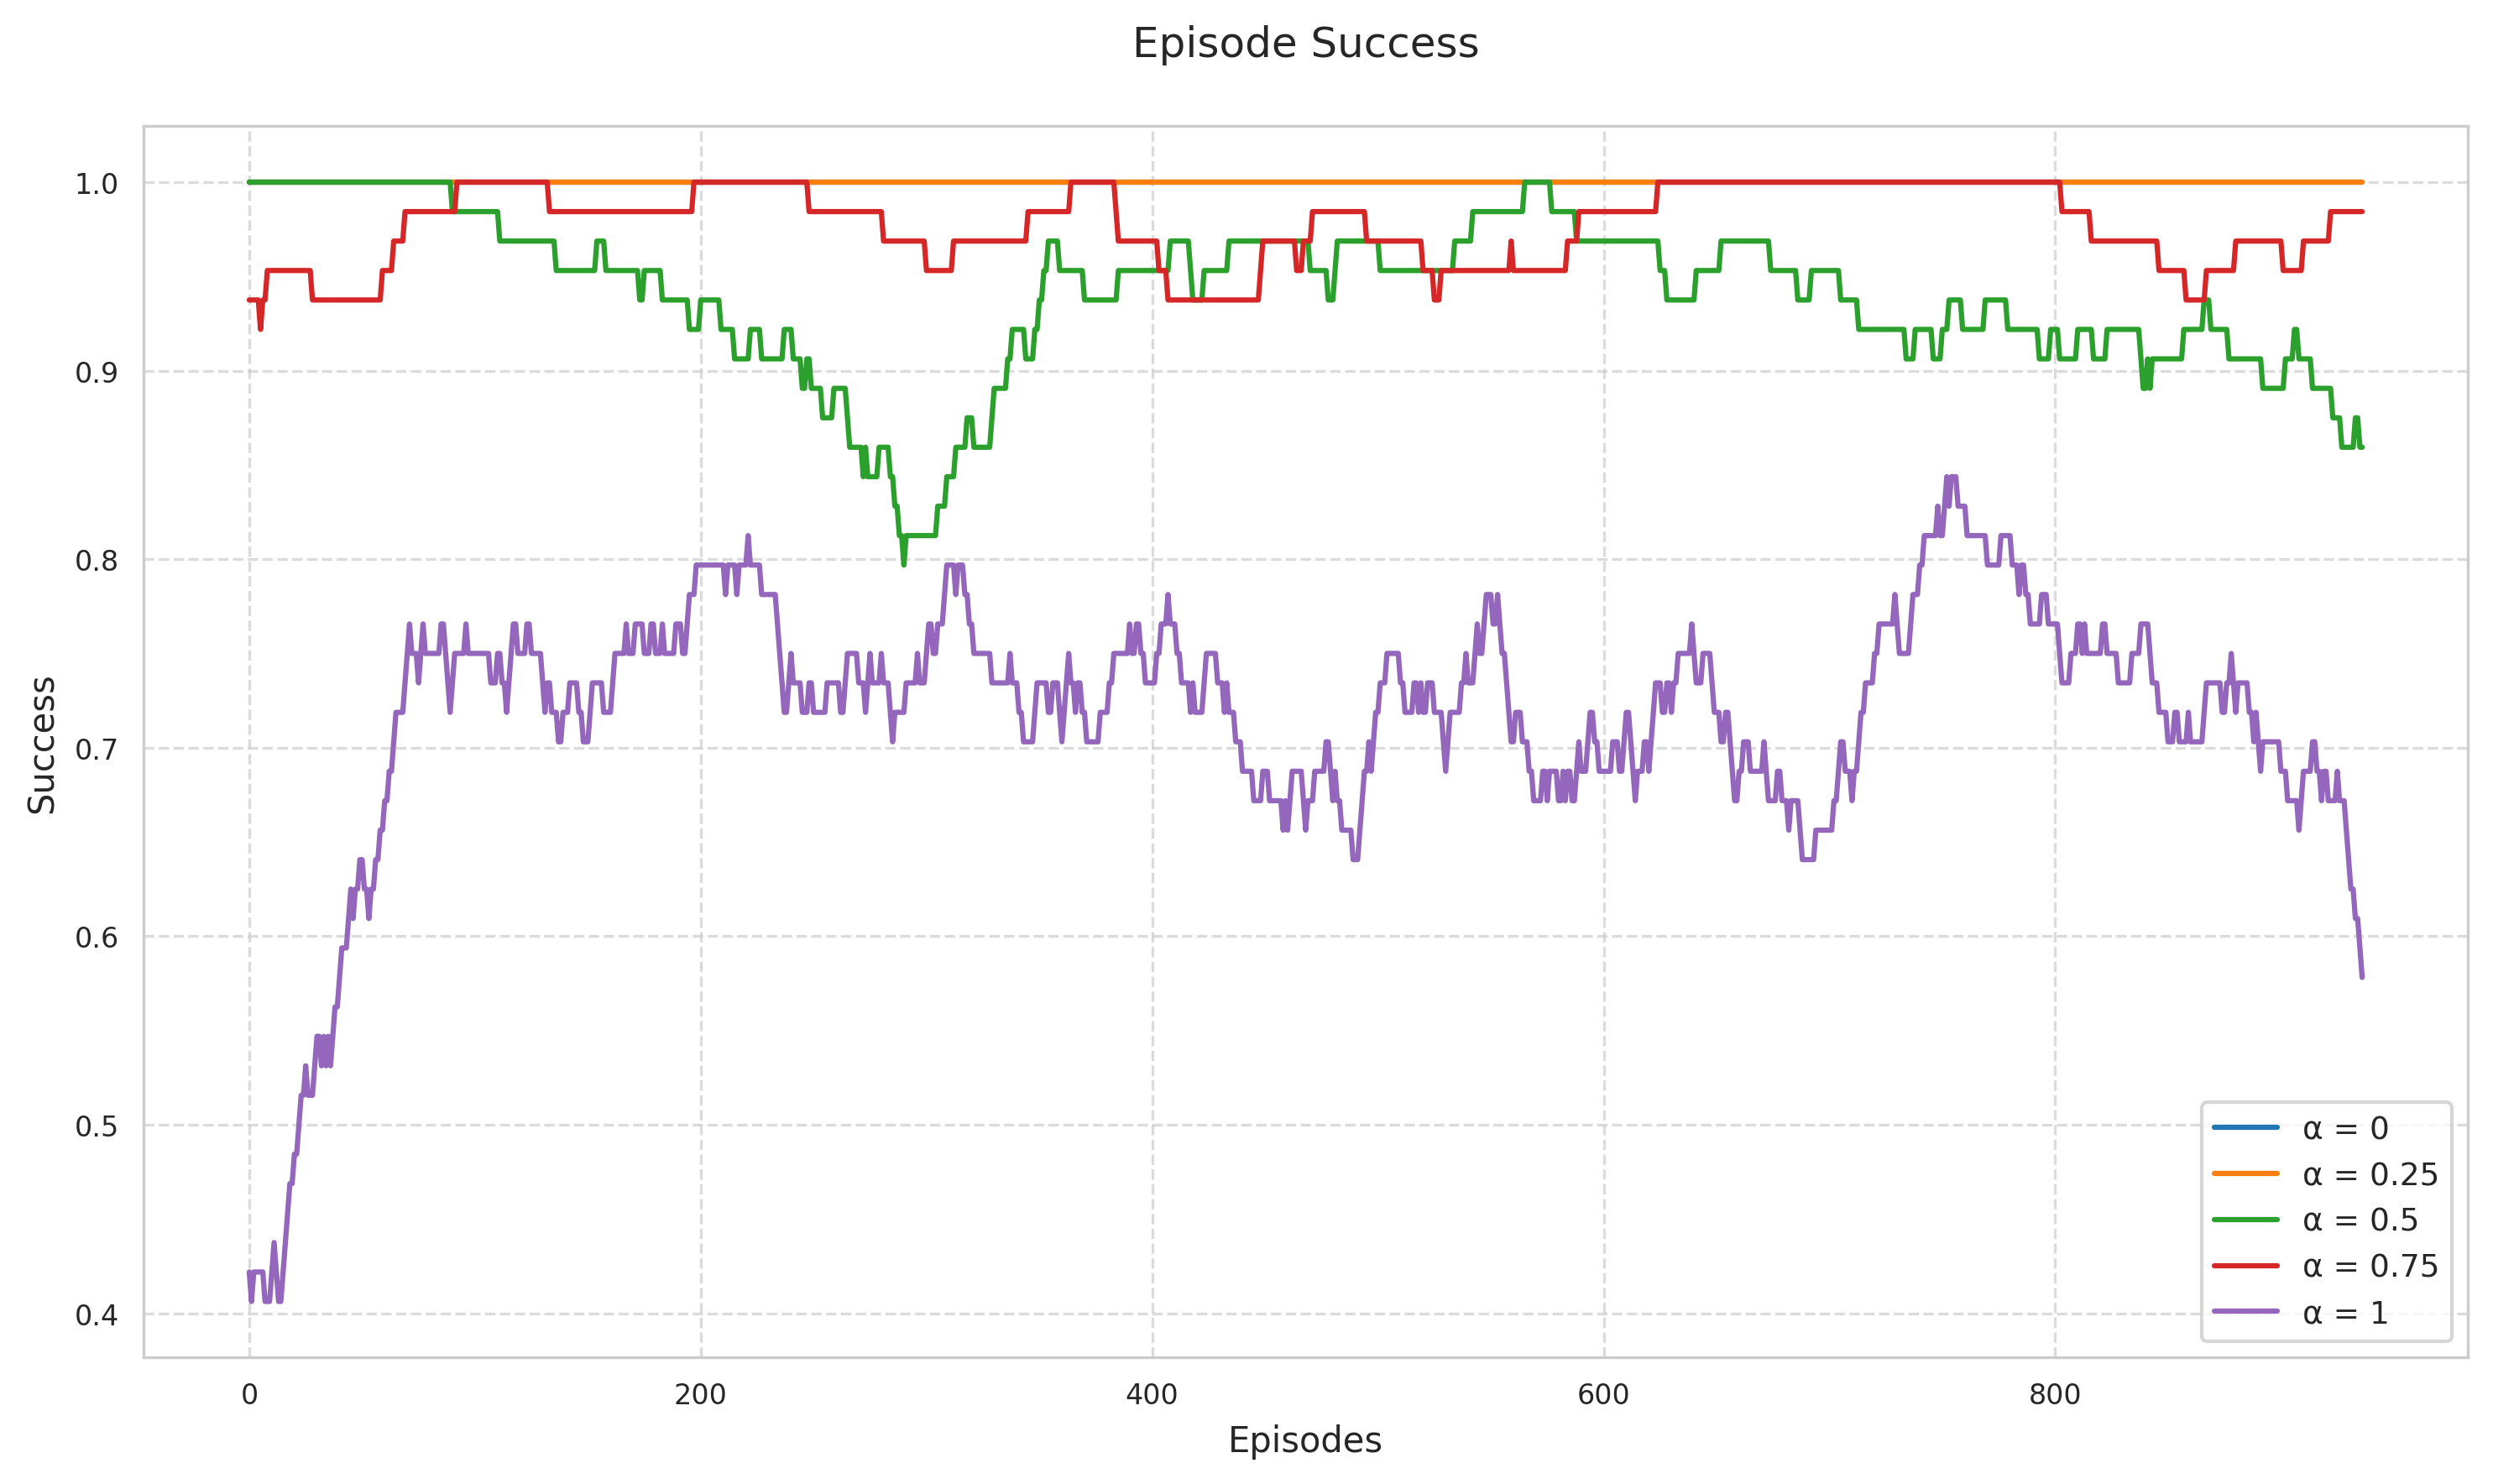 Episode Success
1.0
0.9
0.8
0.7
0.6
0.5
0.4
Success
0 200 400 600 800
Episodes
α = 0
α = 0.25
α = 0.5
α = 0.75
α = 1